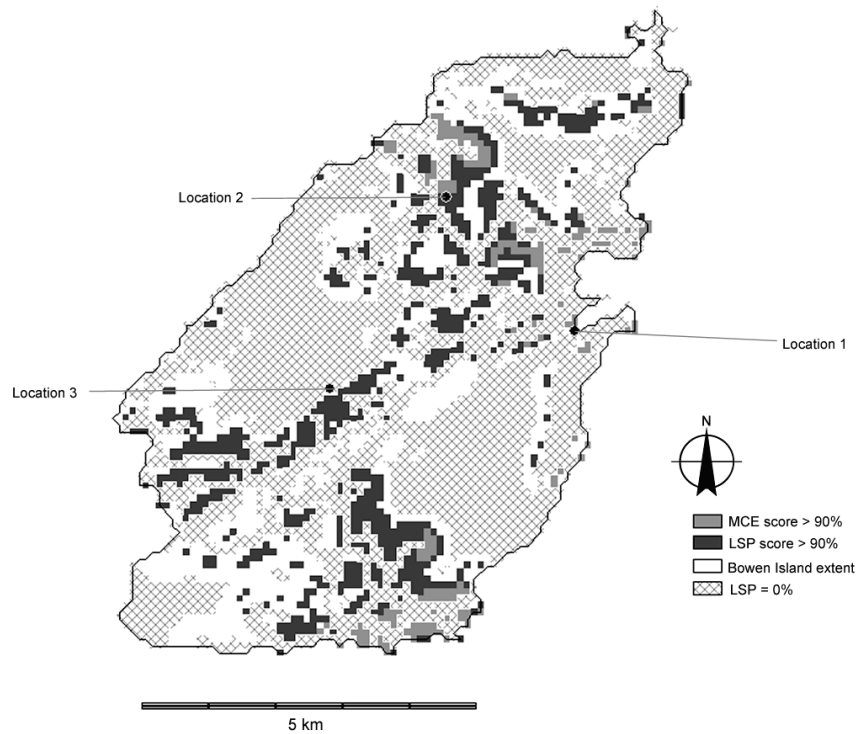 Location 2
Location 1
Location 3
N
MCE score > 90%
LSP score > 90%
Bowen Island extent
LSP = 0%
5 km